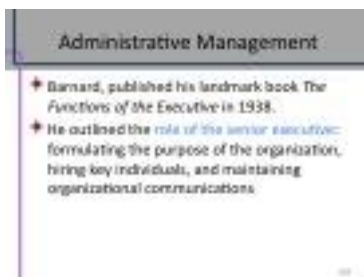 Administrative Management
Barnard, published his landmark book The
Functions of the Executive in 1938.
He outlined the role of the senior executive:
formulating the purpose of the organization,
hiring key individuals, and maintaining
organizational communications